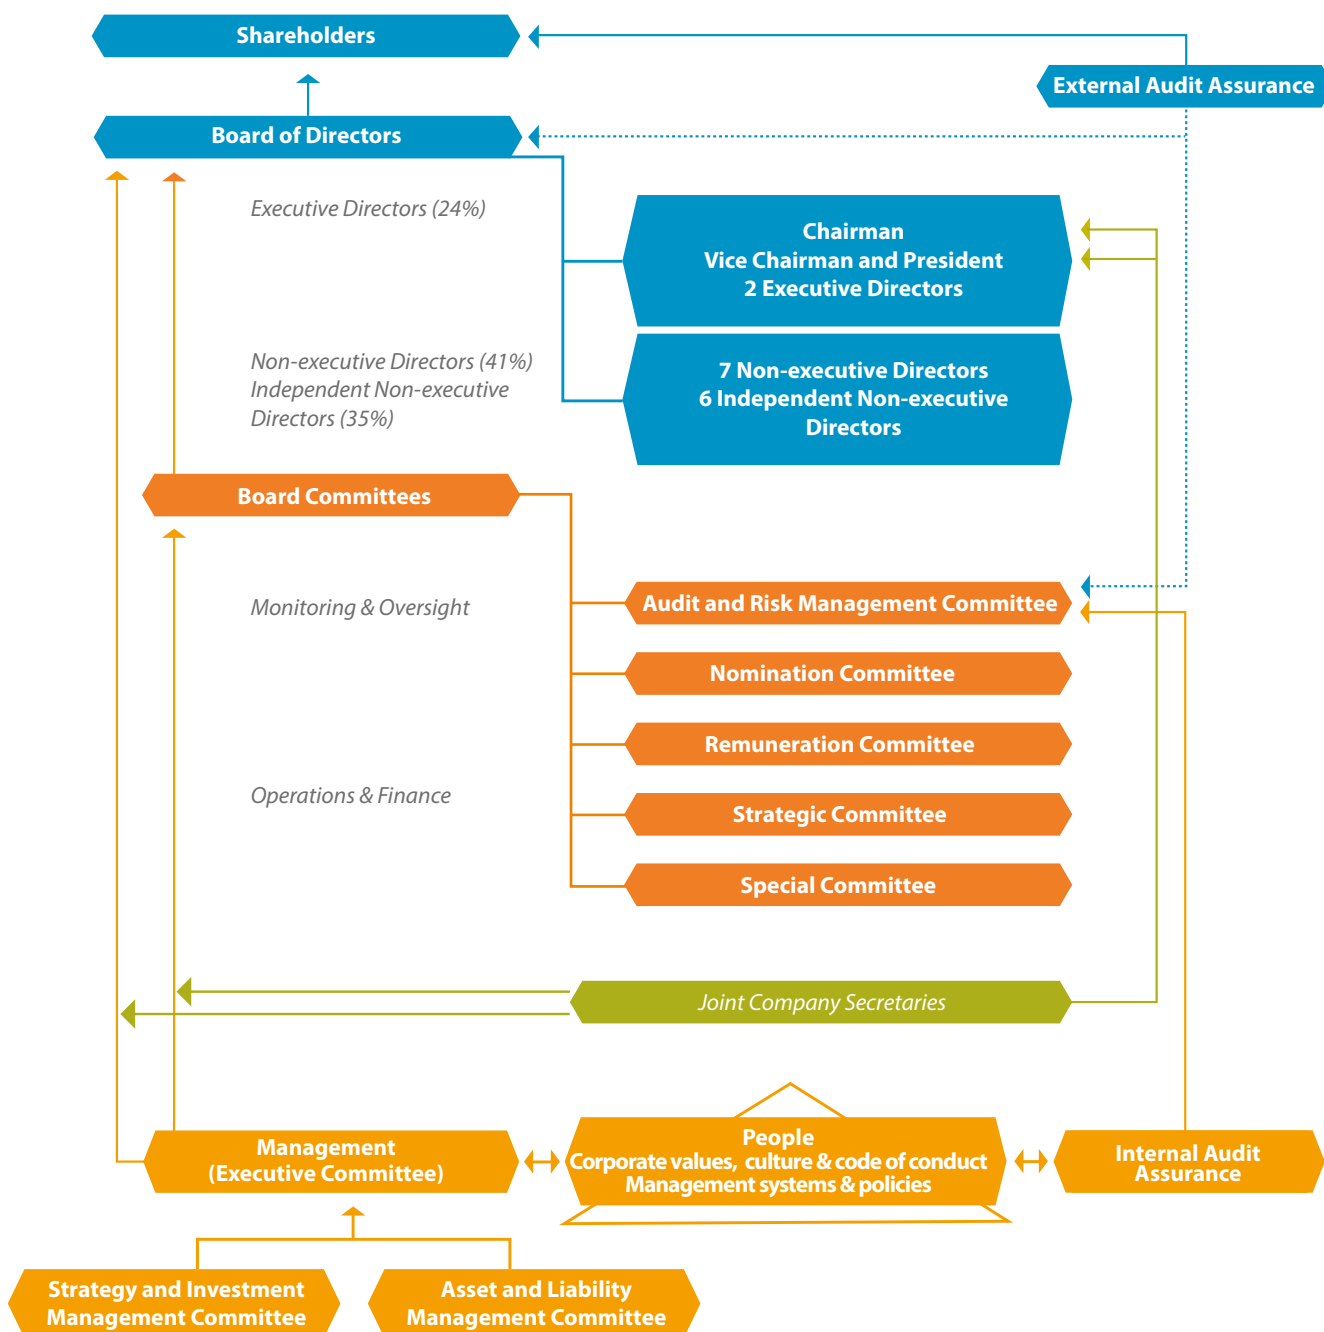 Shareholders
External Audit Assurance
Board of Directors
Executive Directors (24%)
Chairman
Vice Chairman and President
2 Executive Directors
Non-executive Directors (41%)
Independent Non-executive
Directors (35%)
7 Non-executive Directors
6 Independent Non-executive
Directors
Board Committees
Monitoring & Oversight
Audit and Risk Management Committee
Nomination Committee
Remuneration Committee
Operations & Finance
Strategic Committee
Special Committee
Joint Company Secretaries
Management
(Executive Committee)
People
Corporate values, culture & code of conduct
Management systems & policies
Internal Audit
Assurance
Strategy and Investment
Management Committee
Asset and Liability
Management Committee